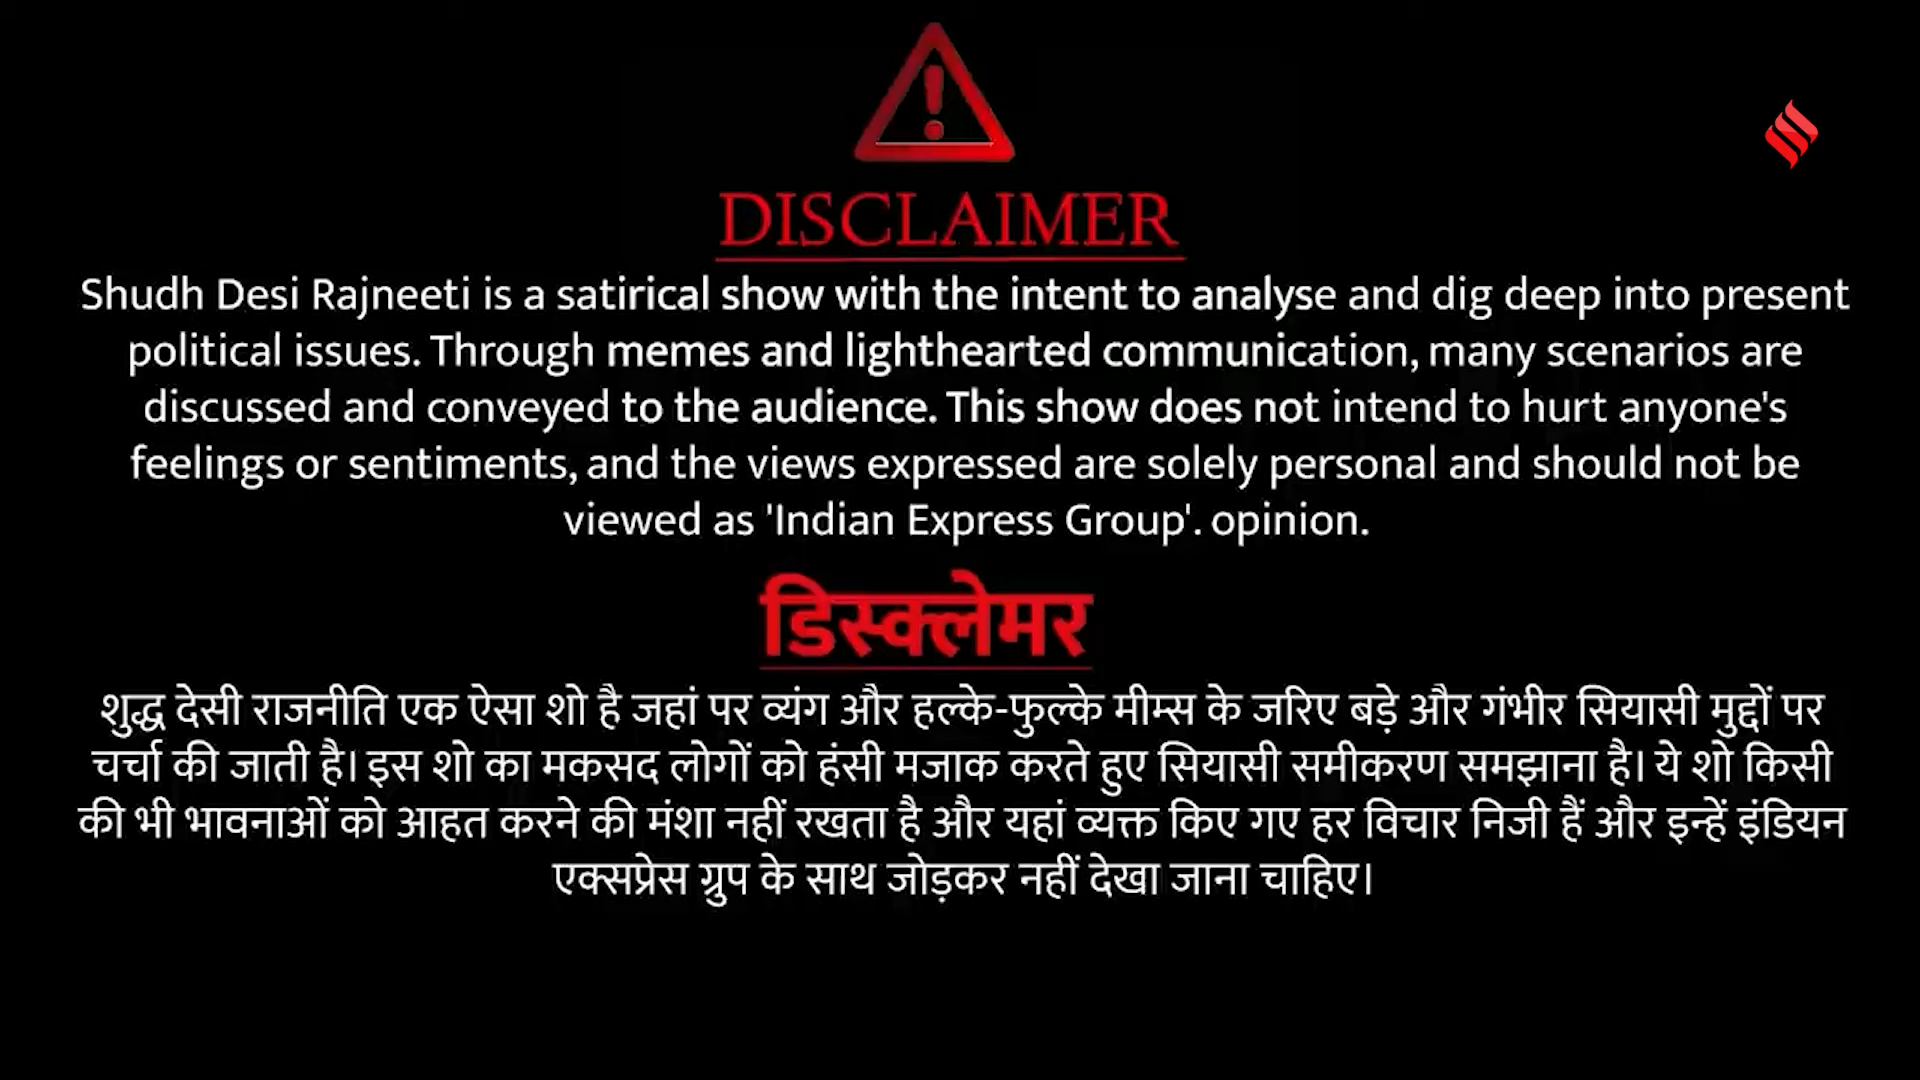 DISCLAIMER
Shudh Desi Rajneeti is a satirical show with the intent to analyse and dig deep into present
political issues. Through memes and lighthearted communication, many scenarios are
discussed and conveyed to the audience. This show does not intend to hurt anyone's
feelings or sentiments, and the views expressed are solely personal and should not be
viewed as 'Indian Express Group'. opinion.
डिस्क्लेमर
शुद्ध देसी राजनीति एक ऐसा शो है जहां पर व्यंग और हल्के-फुल्के मीम्स के जरिए बड़े और गंभीर सियासी मुद्दों पर
चर्चा की जाती है। इस शो का मकसद लोगों को हंसी मजाक करते हुए सियासी समीकरण समझाना है। ये शो किसी
की भी भावनाओं को आहत करने की मंशा नहीं रखता है और यहां व्यक्त किए गए हर विचार निजी हैं और इन्हें इंडियन
एक्सप्रेस ग्रुप के साथ जोड़कर नहीं देखा जाना चाहिए।